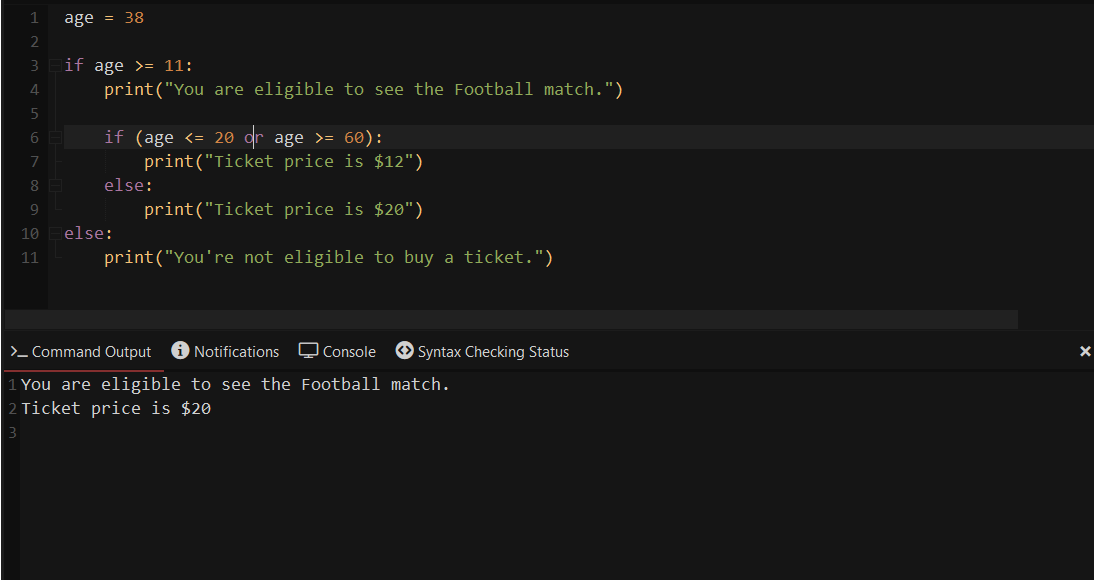 1 age = 38
2
3 if age >= 11:
4     print("You are eligible to see the Football match.")
5
6     if (age <= 20 or age >= 60):
7         print("Ticket price is $12")
8     else:
9         print("Ticket price is $20")
10 else:
11     print("You're not eligible to buy a ticket.")
>_ Command Output i Notifications Console <> Syntax Checking Status ×
1 You are eligible to see the Football match.
2 Ticket price is $20
3